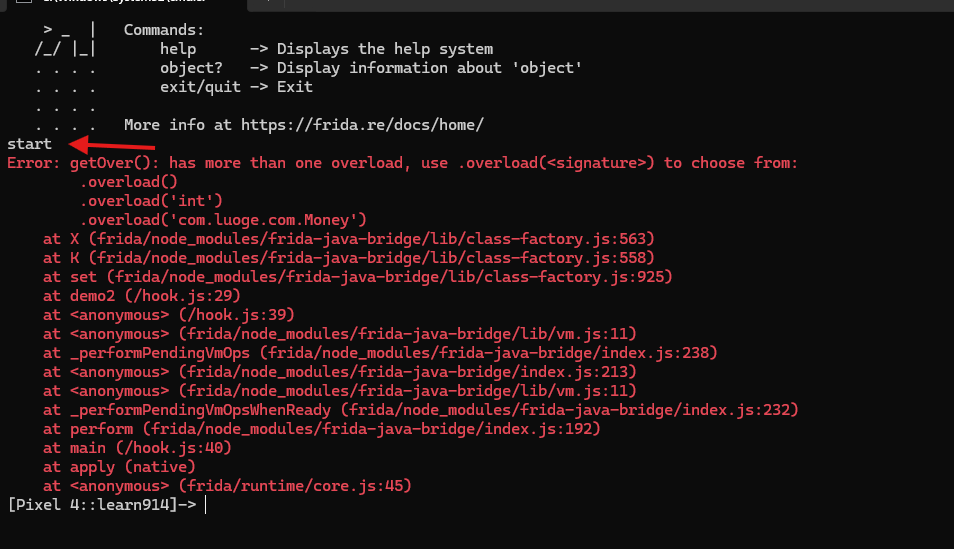 > _ | Commands:
/_/ |_| help -> Displays the help system
. . . . object? -> Display information about 'object'
. . . . exit/quit -> Exit
. . . .
. . . . More info at https://frida.re/docs/home/
start
Error: getOver(): has more than one overload, use .overload(<signature>) to choose from:
.overload()
.overload('int')
.overload('com.luoge.com.Money')
at X (frida/node_modules/frida-java-bridge/lib/class-factory.js:563)
at K (frida/node_modules/frida-java-bridge/lib/class-factory.js:558)
at set (frida/node_modules/frida-java-bridge/lib/class-factory.js:925)
at demo2 (/hook.js:29)
at <anonymous> (/hook.js:39)
at <anonymous> (frida/node_modules/frida-java-bridge/lib/vm.js:11)
at _performPendingVmOps (frida/node_modules/frida-java-bridge/index.js:238)
at <anonymous> (frida/node_modules/frida-java-bridge/index.js:213)
at <anonymous> (frida/node_modules/frida-java-bridge/lib/vm.js:11)
at _performPendingVmOpsWhenReady (frida/node_modules/frida-java-bridge/index.js:232)
at perform (frida/node_modules/frida-java-bridge/index.js:192)
at main (/hook.js:40)
at apply (native)
at <anonymous> (frida/runtime/core.js:45)
[Pixel 4::learn914]->